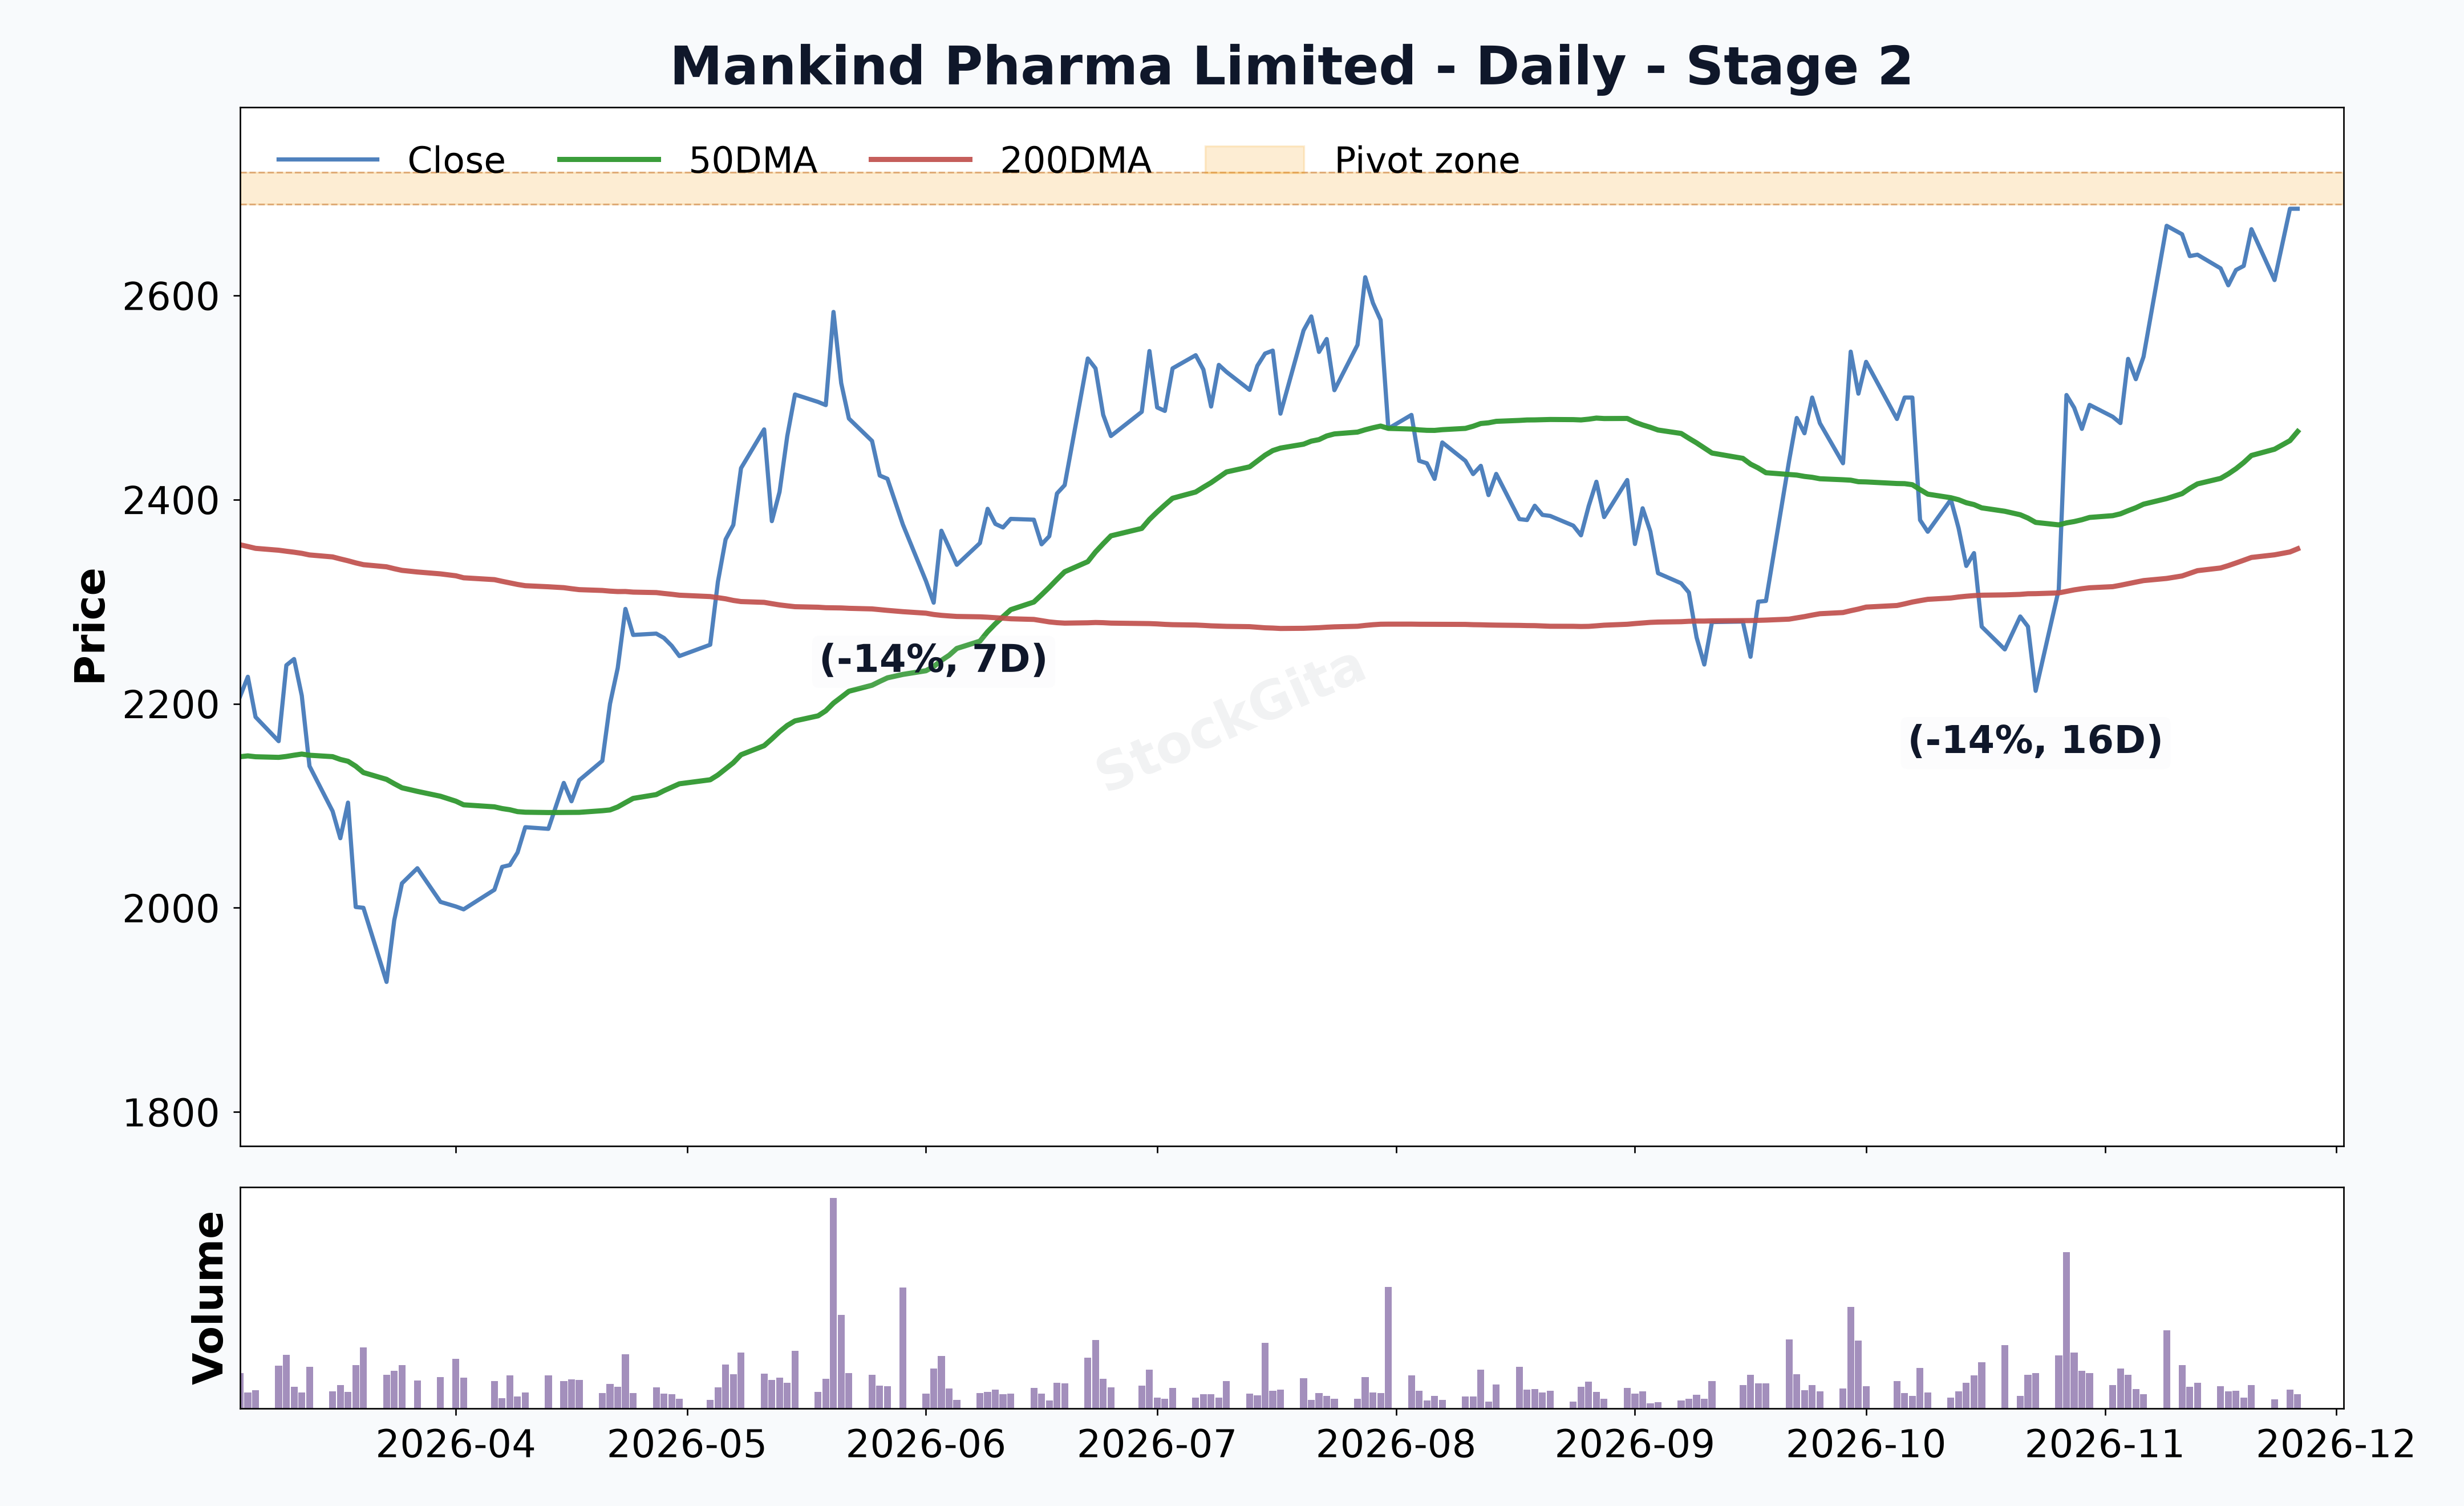 Mankind Pharma Limited - Daily - Stage 2
Close 50DMA 200DMA Pivot zone
2600
2400
2200
2000
1800
Price
(-14%, 7D)
(-14%, 16D)
StockGita
Volume
2026-04 2026-05 2026-06 2026-07 2026-08 2026-09 2026-10 2026-11 2026-12